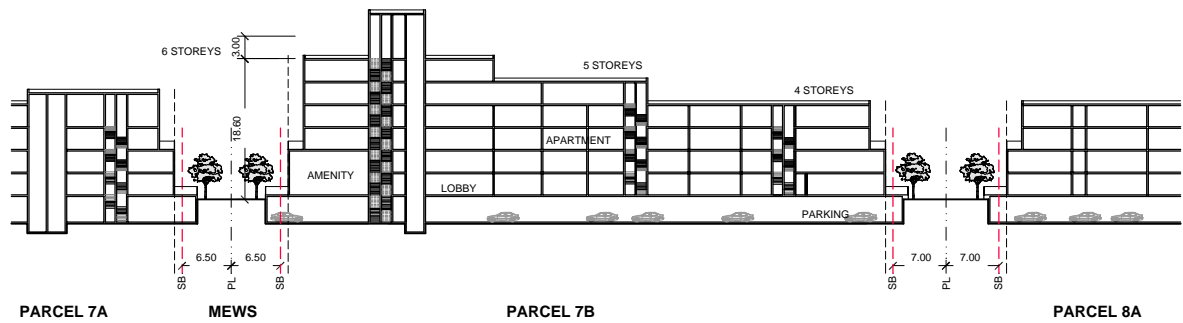 6 STOREYS
3.00
18.60
5 STOREYS
4 STOREYS
APARTMENT
AMENITY
LOBBY
PARKING
6.50
6.50
7.00
7.00
SB
PL
SB
SB
PL
SB
PARCEL 7A
MEWS
PARCEL 7B
PARCEL 8A